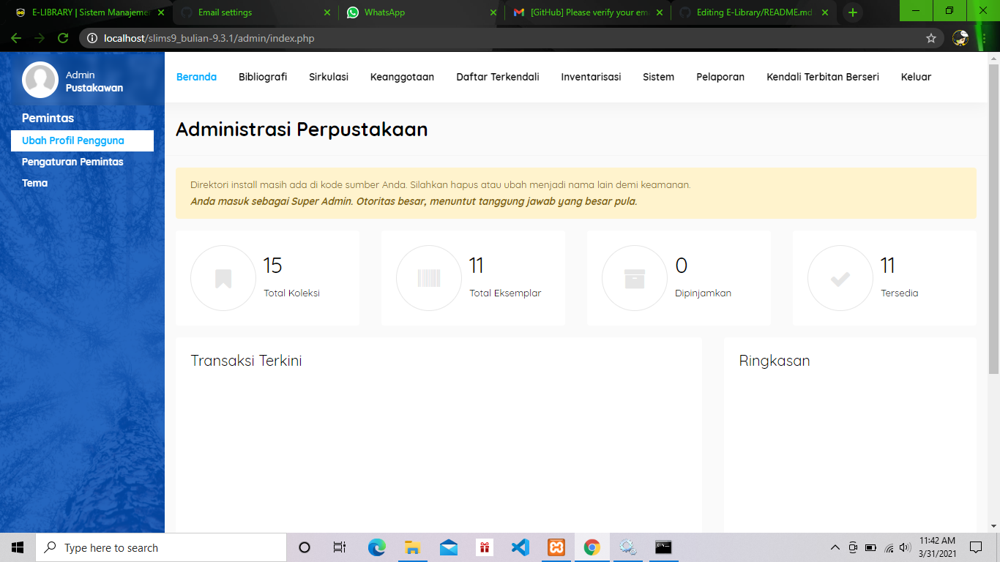 E-LIBRARY | Sistem Manajeme
Email settings
WhatsApp
[GitHub] Please verify your ema
Editing E-Library/README.md
localhost/slims9_bulian-9.3.1/admin/index.php
Admin
Pustakawan
Pemintas
Ubah Profil Pengguna
Pengaturan Pemintas
Tema
Beranda Bibliografi Sirkulasi Keanggotaan Daftar Terkendali Inventarisasi Sistem Pelaporan Kendali Terbitan Berseri Keluar
Administrasi Perpustakaan
Direktori install masih ada di kode sumber Anda. Silahkan hapus atau ubah menjadi nama lain demi keamanan.
Anda masuk sebagai Super Admin. Otoritas besar, menuntut tanggung jawab yang besar pula.
15
Total Koleksi
11
Total Eksemplar
0
Dipinjamkan
11
Tersedia
Transaksi Terkini
Ringkasan
Type here to search
11:42 AM
3/31/2021